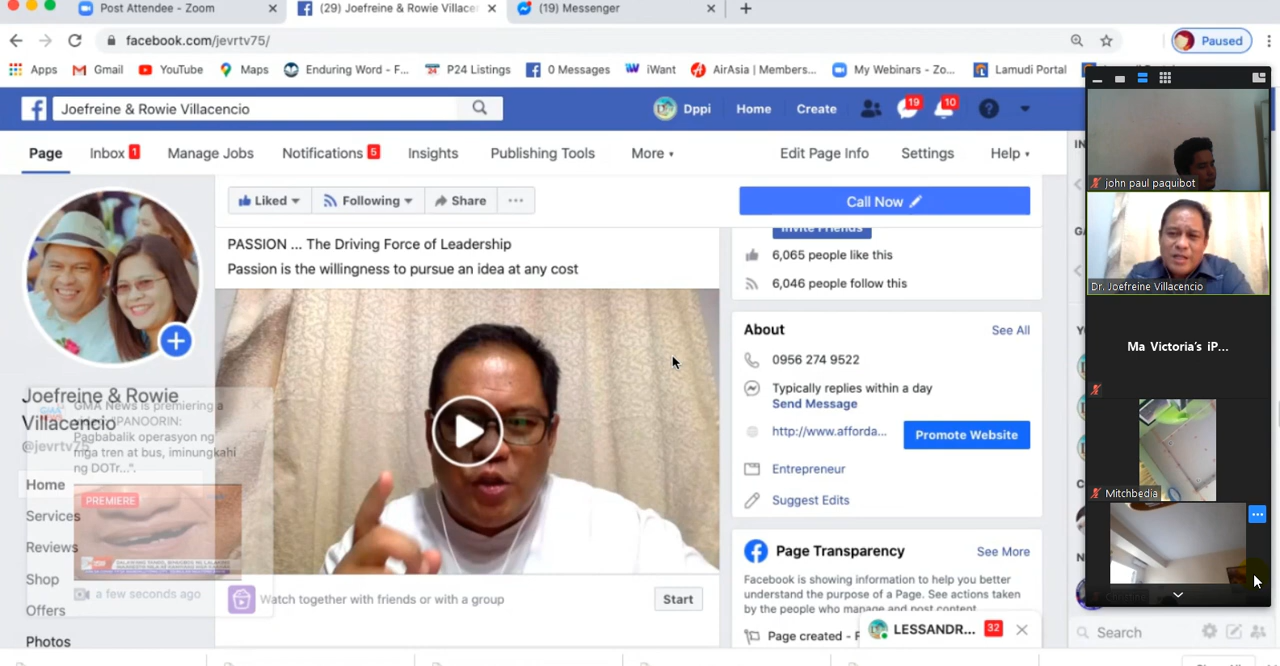 Post Attendee - Zoom
(29) Joefreine & Rowie Villacen
(19) Messenger
facebook.com/jevrtv75/
Paused
Apps
Gmail
YouTube
Maps
Enduring Word - F...
P24 Listings
0 Messages
iWant
AirAsia | Members...
My Webinars - Zo...
Lamudi Portal
Joefreine & Rowie Villacencio
Dppi
Home
Create
19
10
Page
Inbox 1
Manage Jobs
Notifications 5
Insights
Publishing Tools
More
Edit Page Info
Settings
Help
Liked
Following
Share
Call Now
PASSION ... The Driving Force of Leadership
Passion is the willingness to pursue an idea at any cost
Invite Friends
6,065 people like this
6,046 people follow this
About
See All
0956 274 9522
Typically replies within a day
Send Message
http://www.afforda...
Promote Website
Entrepreneur
Suggest Edits
Page Transparency
See More
Facebook is showing information to help you better
understand the purpose of a Page. See actions taken
by the people who manage and post content.
Page created - F
LESSANDR...
32
Joefreine & Rowie
Villacencio
@jevrtv75
GMA News is premiering a
"PANOORIN:
Pagbabalik operasyon ng
mga tren at bus, iminungkahi
ng DOTr...".
PREMIERE
a few seconds ago
Home
Services
Reviews
Shop
Offers
Photos
Watch together with friends or with a group
Start
john paul paquibot
Dr. Joefreine Villacencio
Ma Victoria's iP...
Mitchbedia
Search